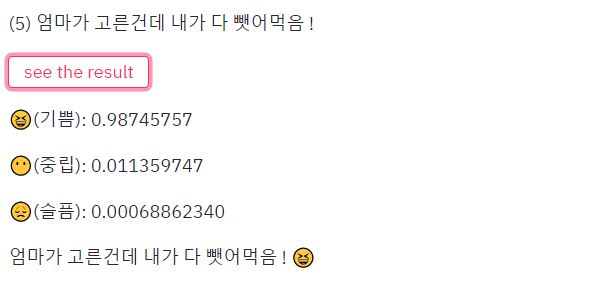 (5) 엄마가 고른건데 내가 다 뺏어먹음 !
see the result
😆(기쁨): 0.98745757
😶(중립): 0.011359747
😔(슬픔): 0.00068862340
엄마가 고른건데 내가 다 뺏어먹음 ! 😆